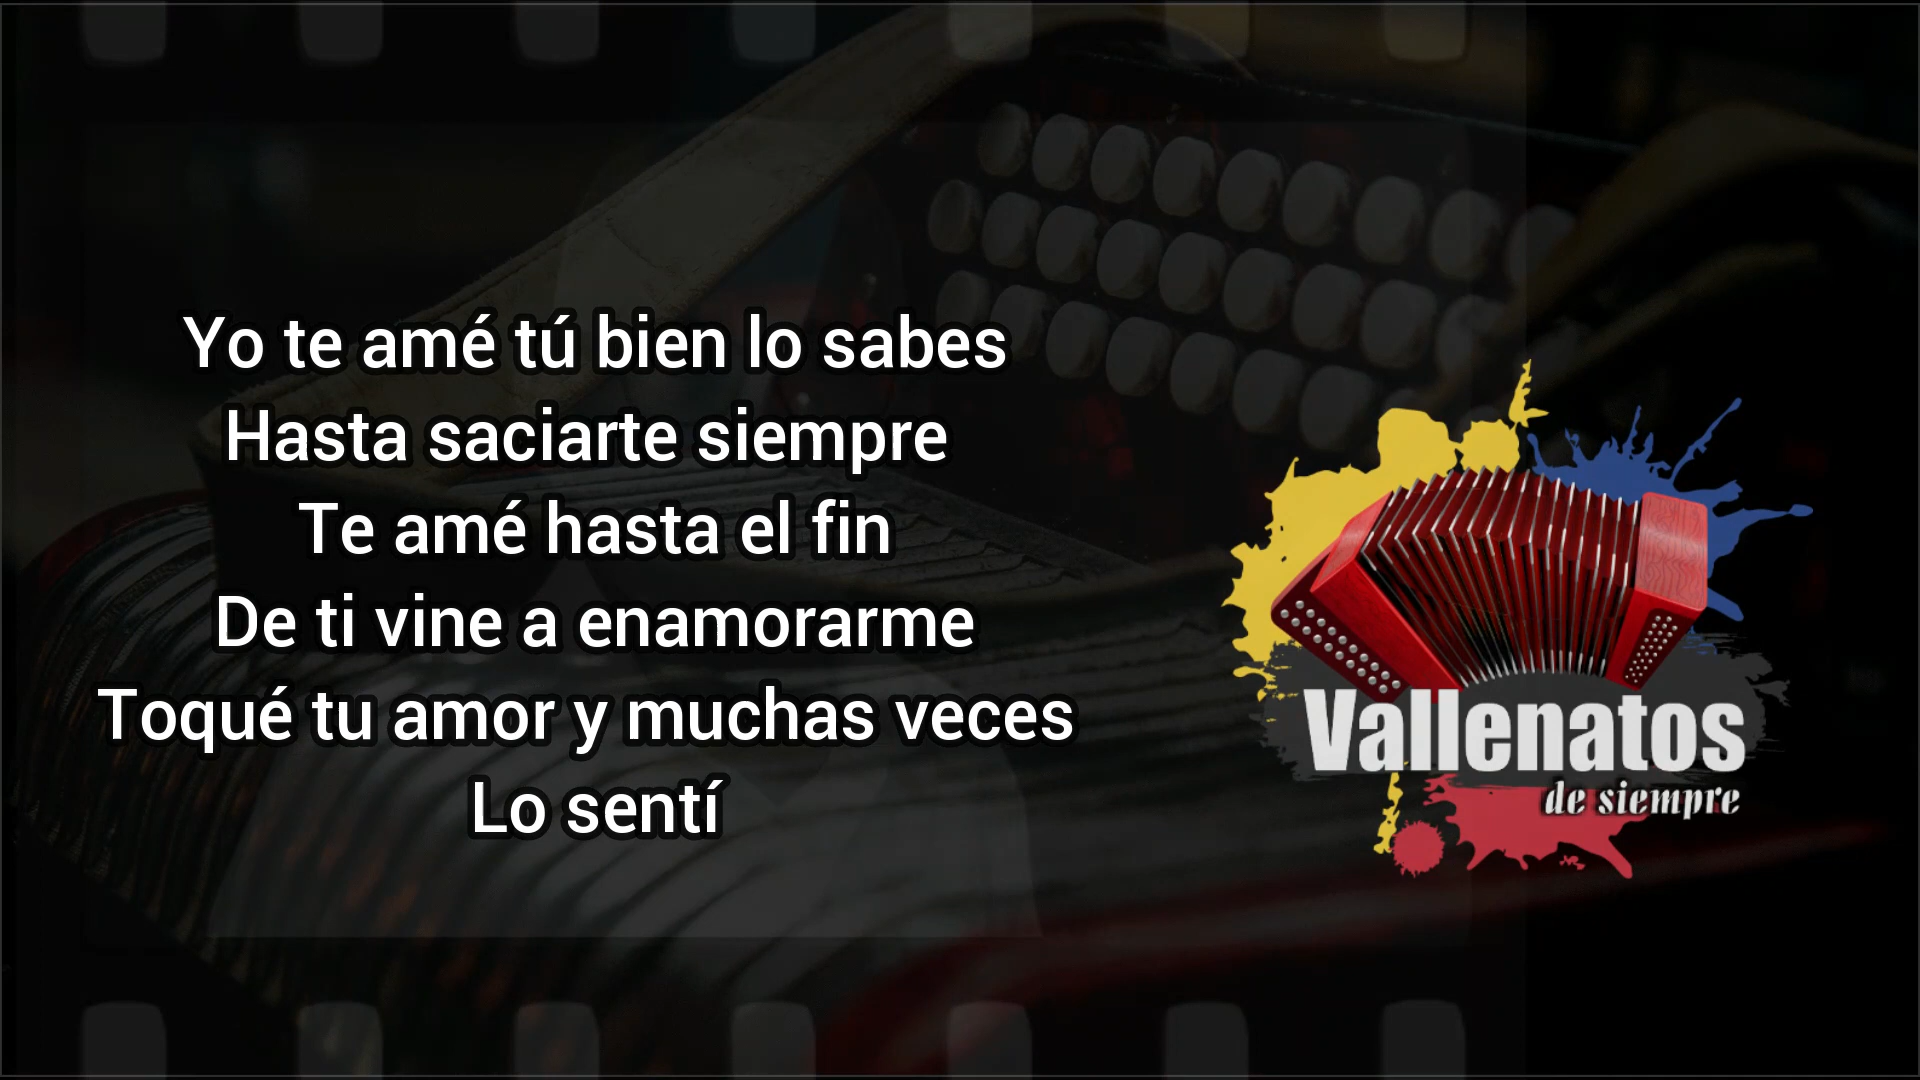 Yo te amé tú bien lo sabes
Hasta saciarte siempre
Te amé hasta el fin
De ti vine a enamorarme
Toqué tu amor y muchas veces
Lo sentí
Vallenatos
de siempre